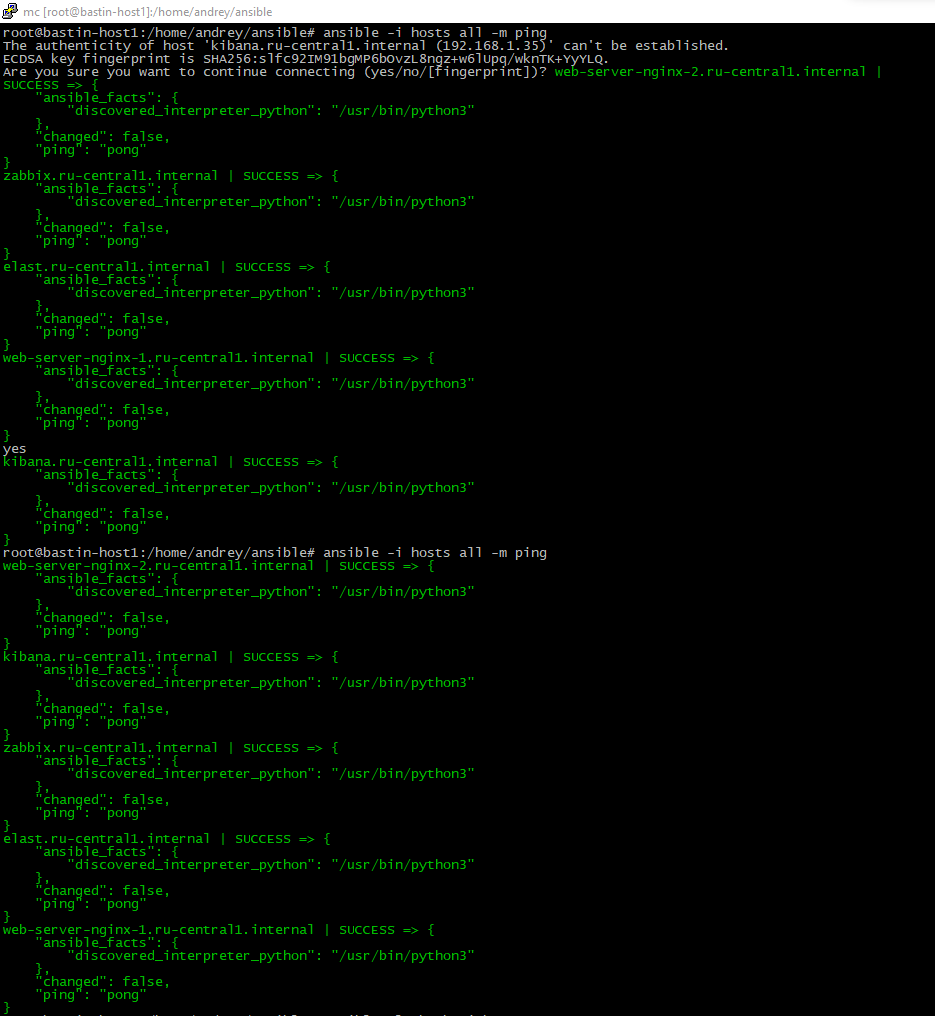 mc [root@bastin-host1]:/home/andrey/ansible
root@bastin-host1:/home/andrey/ansible# ansible -i hosts all -m ping
The authenticity of host 'kibana.ru-central1.internal (192.168.1.35)' can't be established.
ECDSA key fingerprint is SHA256:slfc92IM91bgMP6bOvzL8ngz+w6lUpq/wknTK+YyYLQ.
Are you sure you want to continue connecting (yes/no/[fingerprint])? web-server-nginx-2.ru-central1.internal |
SUCCESS => {
    "ansible_facts": {
        "discovered_interpreter_python": "/usr/bin/python3"
    },
    "changed": false,
    "ping": "pong"
}
zabbix.ru-central1.internal | SUCCESS => {
    "ansible_facts": {
        "discovered_interpreter_python": "/usr/bin/python3"
    },
    "changed": false,
    "ping": "pong"
}
elast.ru-central1.internal | SUCCESS => {
    "ansible_facts": {
        "discovered_interpreter_python": "/usr/bin/python3"
    },
    "changed": false,
    "ping": "pong"
}
web-server-nginx-1.ru-central1.internal | SUCCESS => {
    "ansible_facts": {
        "discovered_interpreter_python": "/usr/bin/python3"
    },
    "changed": false,
    "ping": "pong"
}
yes
kibana.ru-central1.internal | SUCCESS => {
    "ansible_facts": {
        "discovered_interpreter_python": "/usr/bin/python3"
    },
    "changed": false,
    "ping": "pong"
}
root@bastin-host1:/home/andrey/ansible# ansible -i hosts all -m ping
web-server-nginx-2.ru-central1.internal | SUCCESS => {
    "ansible_facts": {
        "discovered_interpreter_python": "/usr/bin/python3"
    },
    "changed": false,
    "ping": "pong"
}
kibana.ru-central1.internal | SUCCESS => {
    "ansible_facts": {
        "discovered_interpreter_python": "/usr/bin/python3"
    },
    "changed": false,
    "ping": "pong"
}
zabbix.ru-central1.internal | SUCCESS => {
    "ansible_facts": {
        "discovered_interpreter_python": "/usr/bin/python3"
    },
    "changed": false,
    "ping": "pong"
}
elast.ru-central1.internal | SUCCESS => {
    "ansible_facts": {
        "discovered_interpreter_python": "/usr/bin/python3"
    },
    "changed": false,
    "ping": "pong"
}
web-server-nginx-1.ru-central1.internal | SUCCESS => {
    "ansible_facts": {
        "discovered_interpreter_python": "/usr/bin/python3"
    },
    "changed": false,
    "ping": "pong"
}